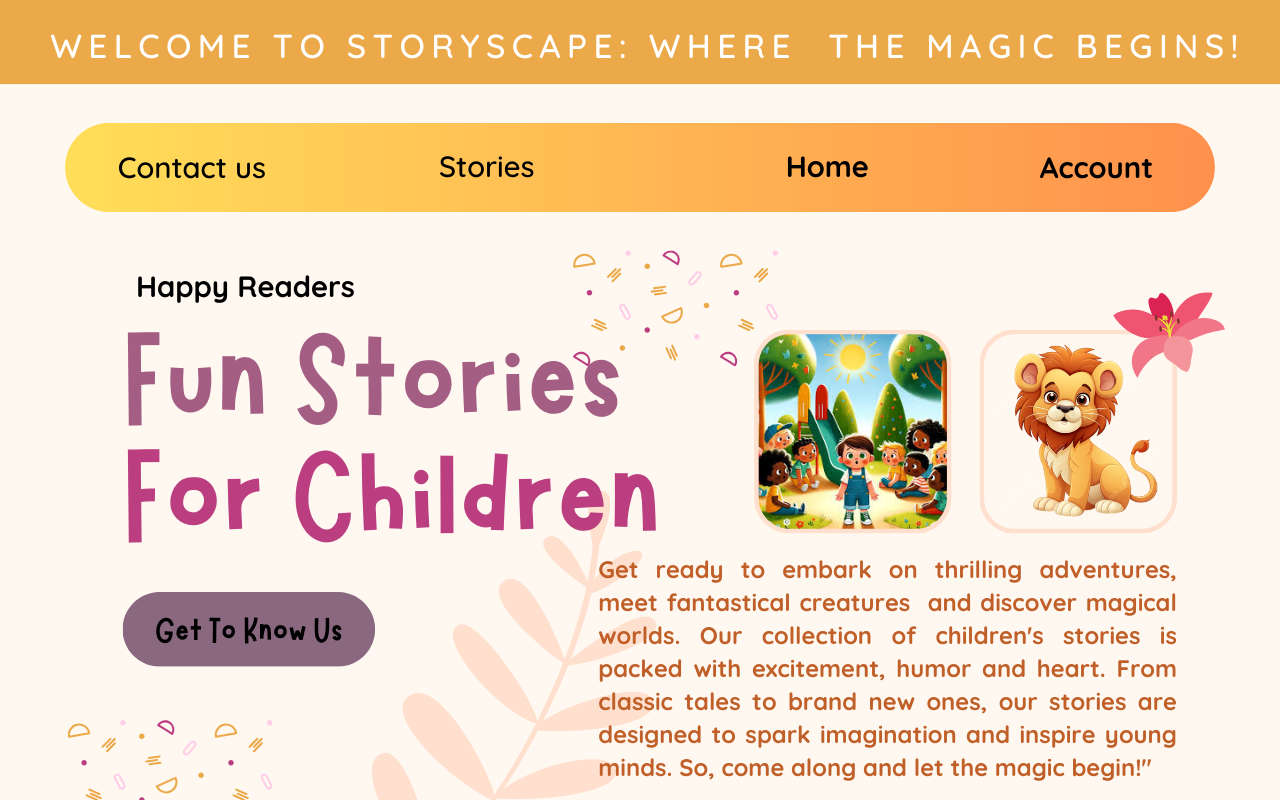 WELCOME TO STORYSCAPE: WHERE THE MAGIC BEGINS!
Contact us Stories Home Account
Happy Readers
Fun Stories
For Children
Get To Know Us
Get ready to embark on thrilling adventures,
meet fantastical creatures and discover magical
worlds. Our collection of children's stories is
packed with excitement, humor and heart. From
classic tales to brand new ones, our stories are
designed to spark imagination and inspire young
minds. So, come along and let the magic begin!"